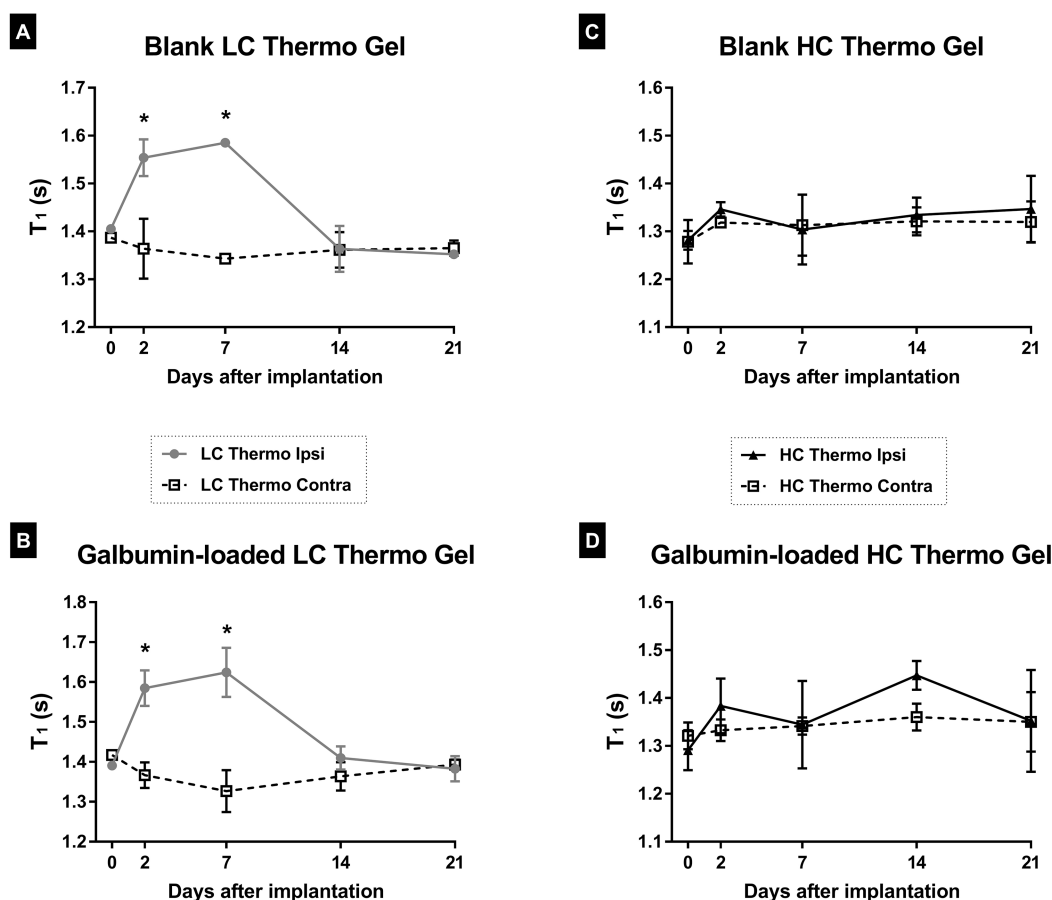 A
Blank LC Thermo Gel
1.7
1.6
1.5
1.4
1.3
1.2
T1 (s)
* *
0 2 7 14 21
Days after implantation
C
Blank HC Thermo Gel
1.6
1.5
1.4
1.3
1.2
1.1
T1 (s)
0 2 7 14 21
Days after implantation
LC Thermo Ipsi
LC Thermo Contra
HC Thermo Ipsi
HC Thermo Contra
B
Galbumin-loaded LC Thermo Gel
1.8
1.7
1.6
1.5
1.4
1.3
1.2
T1 (s)
* *
0 2 7 14 21
Days after implantation
D
Galbumin-loaded HC Thermo Gel
1.6
1.5
1.4
1.3
1.2
1.1
T1 (s)
0 2 7 14 21
Days after implantation